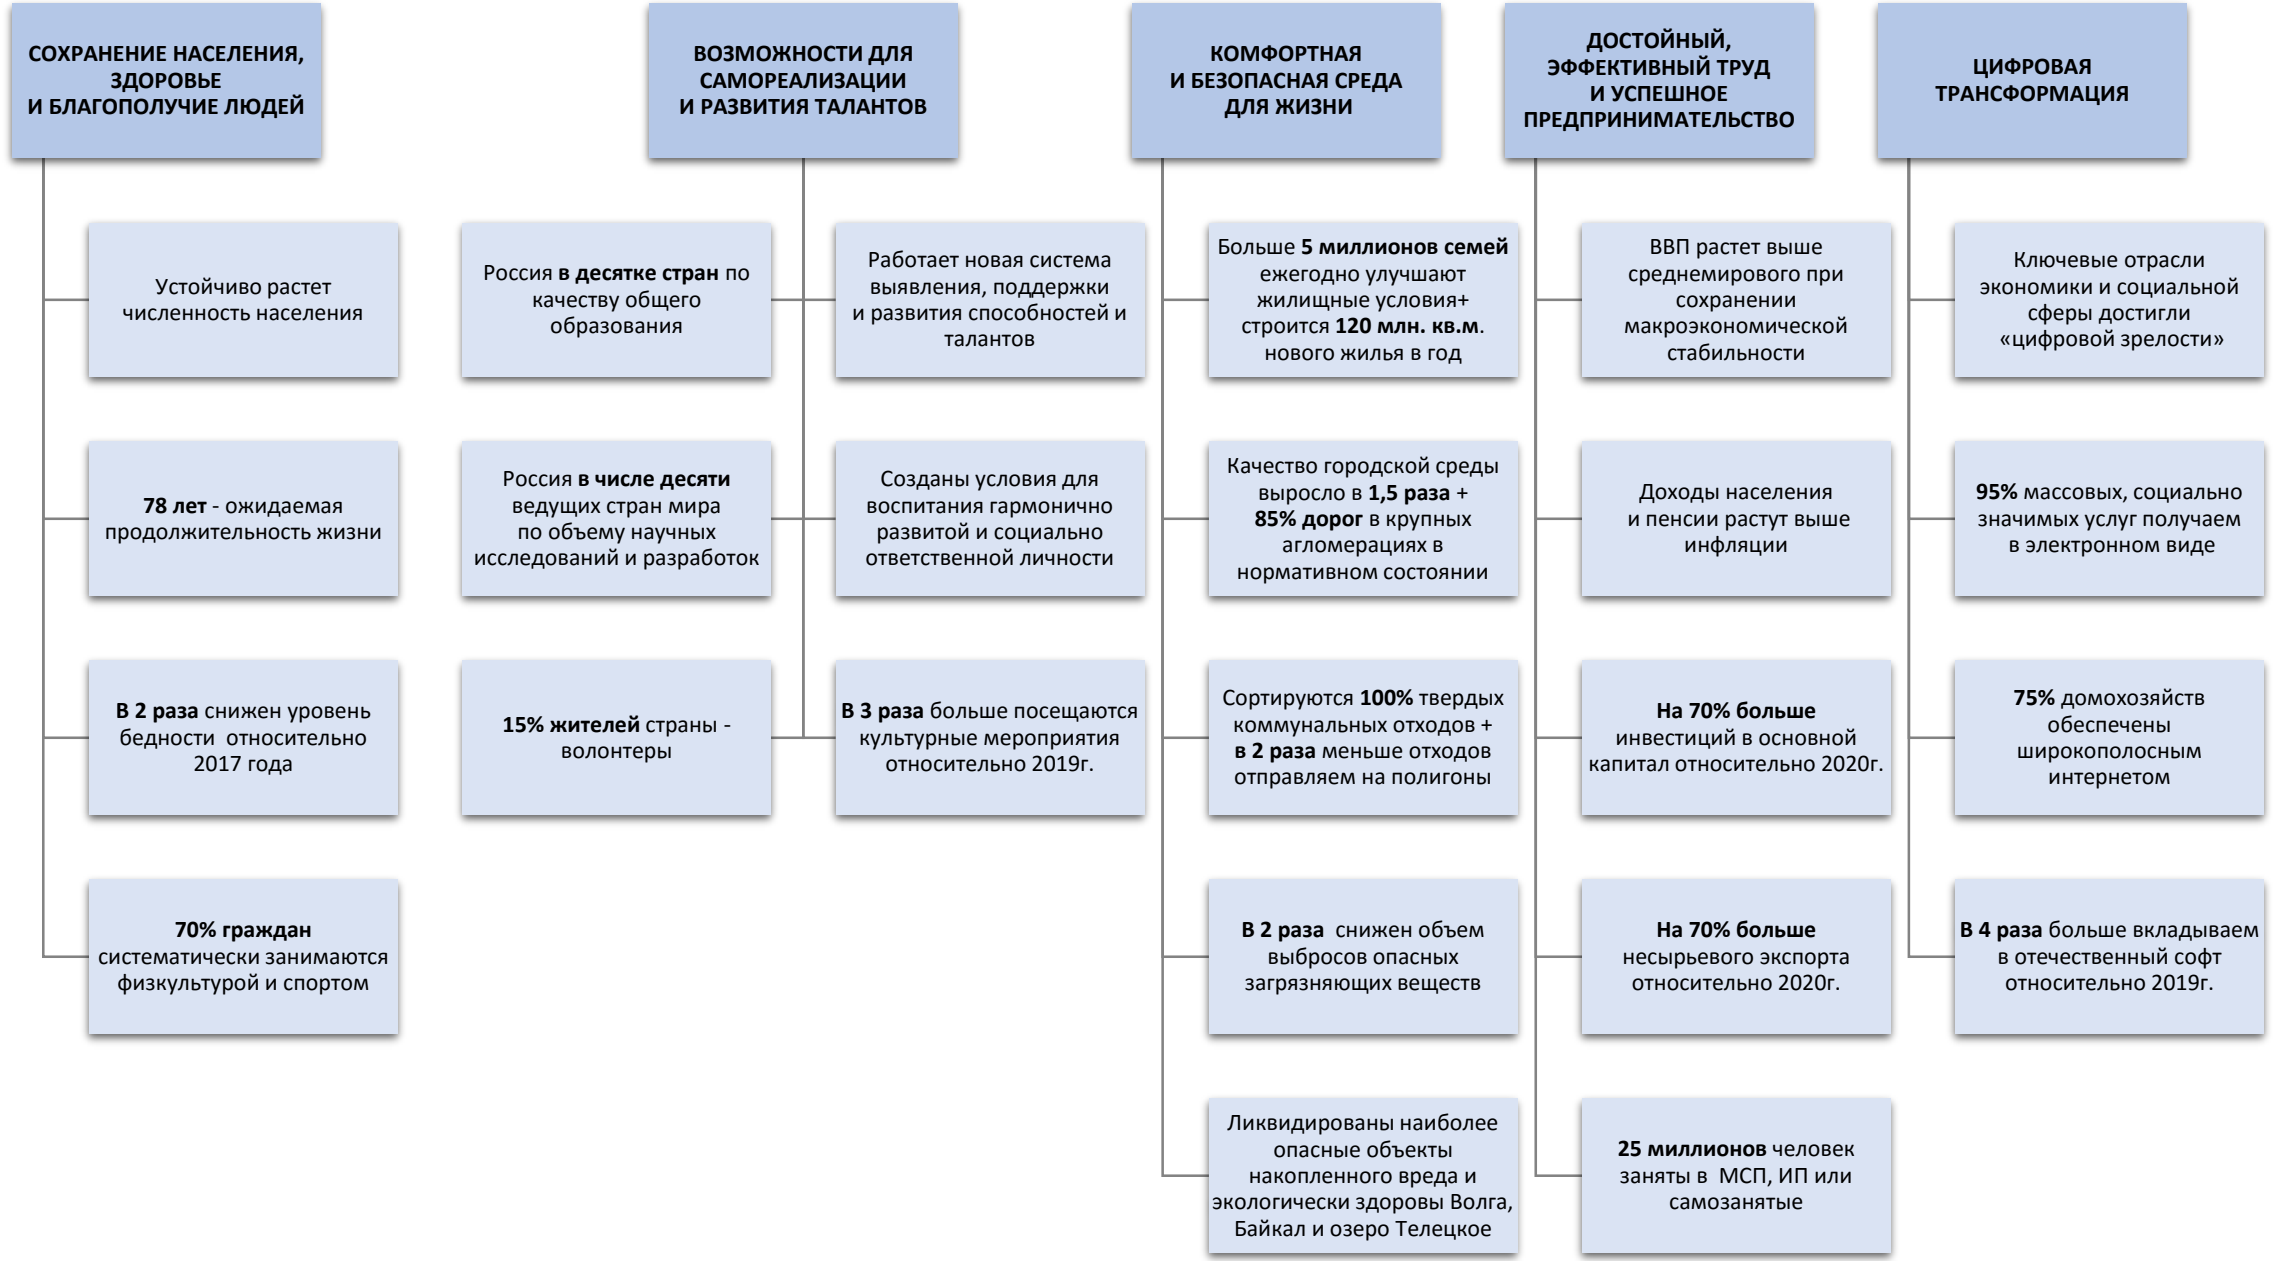 СОХРАНЕНИЕ НАСЕЛЕНИЯ,
ЗДОРОВЬЕ
И БЛАГОПОЛУЧИЕ ЛЮДЕЙ
Устойчиво растет
численность населения
78 лет - ожидаемая
продолжительность жизни
В 2 раза снижен уровень
бедности  относительно
2017 года
70% граждан
систематически занимаются
физкультурой и спортом
ВОЗМОЖНОСТИ ДЛЯ
САМОРЕАЛИЗАЦИИ
И РАЗВИТИЯ ТАЛАНТОВ
Россия в десятке стран по
качеству общего
образования
Работает новая система
выявления, поддержки
и развития способностей и
талантов
Россия в числе десяти
ведущих стран мира
по объему научных
исследований и разработок
Созданы условия для
воспитания гармонично
развитой и социально
ответственной личности
15% жителей страны -
волонтеры
В 3 раза больше посещаются
культурные мероприятия
относительно 2019г.
КОМФОРТНАЯ
И БЕЗОПАСНАЯ СРЕДА
ДЛЯ ЖИЗНИ
Больше 5 миллионов семей
ежегодно улучшают
жилищные условия+
строится 120 млн. кв.м.
нового жилья в год
Качество городской среды
выросло в 1,5 раза +
85% дорог в крупных
агломерациях в
нормативном состоянии
Сортируются 100% твердых
коммунальных отходов +
в 2 раза меньше отходов
отправляем на полигоны
В 2 раза  снижен объем
выбросов опасных
загрязняющих веществ
Ликвидированы наиболее
опасные объекты
накопленного вреда и
экологически здоровы Волга,
Байкал и озеро Телецкое
ДОСТОЙНЫЙ,
ЭФФЕКТИВНЫЙ ТРУД
И УСПЕШНОЕ
ПРЕДПРИНИМАТЕЛЬСТВО
ВВП растет выше
среднемирового при
сохранении
макроэкономической
стабильности
Доходы населения
и пенсии растут выше
инфляции
На 70% больше
инвестиций в основной
капитал относительно 2020г.
На 70% больше
несырьевого экспорта
относительно 2020г.
25 миллионов человек
заняты в  МСП, ИП или
самозанятые
ЦИФРОВАЯ
ТРАНСФОРМАЦИЯ
Ключевые отрасли
экономики и социальной
сферы достигли
«цифровой зрелости»
95% массовых, социально
значимых услуг получаем
в электронном виде
75% домохозяйств
обеспечены
широкополосным
интернетом
В 4 раза больше вкладываем
в отечественный софт
относительно 2019г.